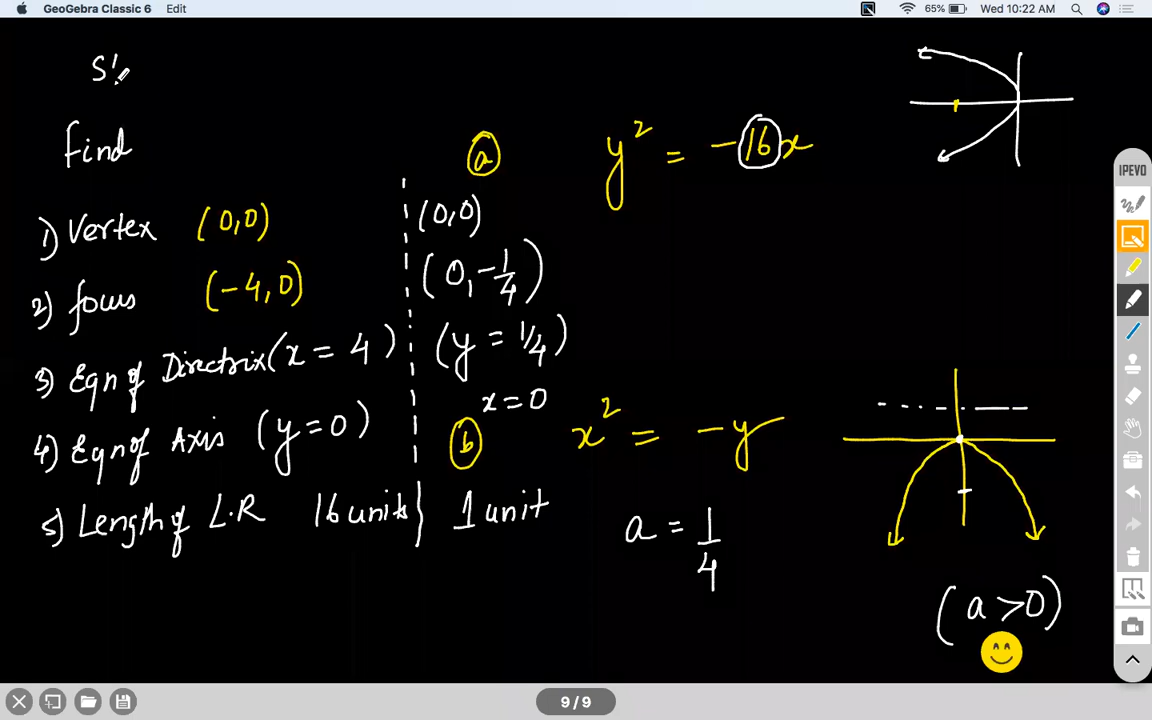 GeoGebra Classic 6 Edit 65% Wed 10:22 AM
S'
find
(a) y² = -16x
1) Vertex (0,0) (0,0)
2) focus (-4,0) (0,-1/4)
3) Eqn of Directrix (x = 4) (y = 1/4)
4) Eqn of Axis (y=0) x=0
(b) x² = -y
5) Length of L.R 16 units 1 unit
a = 1/4
(a>0)
IPEVO
9/9